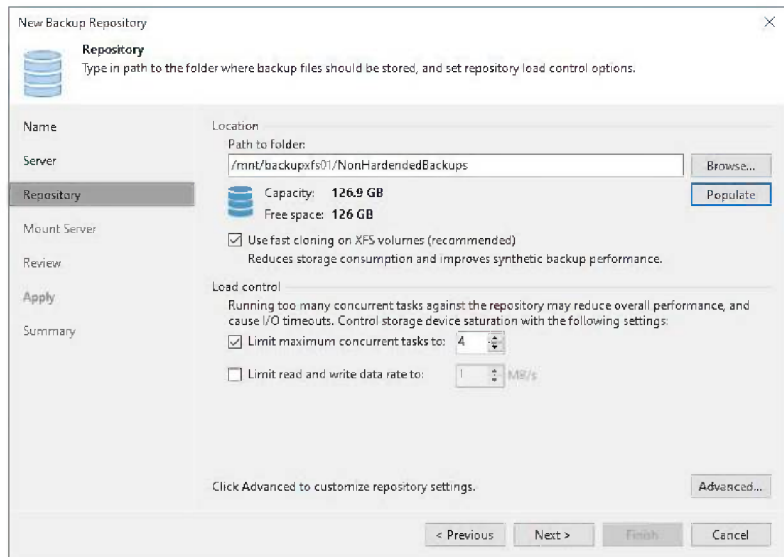 New Backup Repository
Repository
Type in path to the folder where backup files should be stored, and set repository load control options.
Name
Server
Repository
Mount Server
Review
Apply
Summary
Location
Path to folder:
/mnt/backupxfs01/NonHardendedBackups
Browse...
Capacity: 126.9 GB
Populate
Free space: 126 GB
Use fast cloning on XFS volumes (recommended)
Reduces storage consumption and improves synthetic backup performance.
Load control
Running too many concurrent tasks against the repository may reduce overall performance, and
cause I/O timeouts. Control storage device saturation with the following settings:
Limit maximum concurrent tasks to: 4
Limit read and write data rate to: 1 MB/s
Click Advanced to customize repository settings.
Advanced...
< Previous
Next >
Finish
Cancel